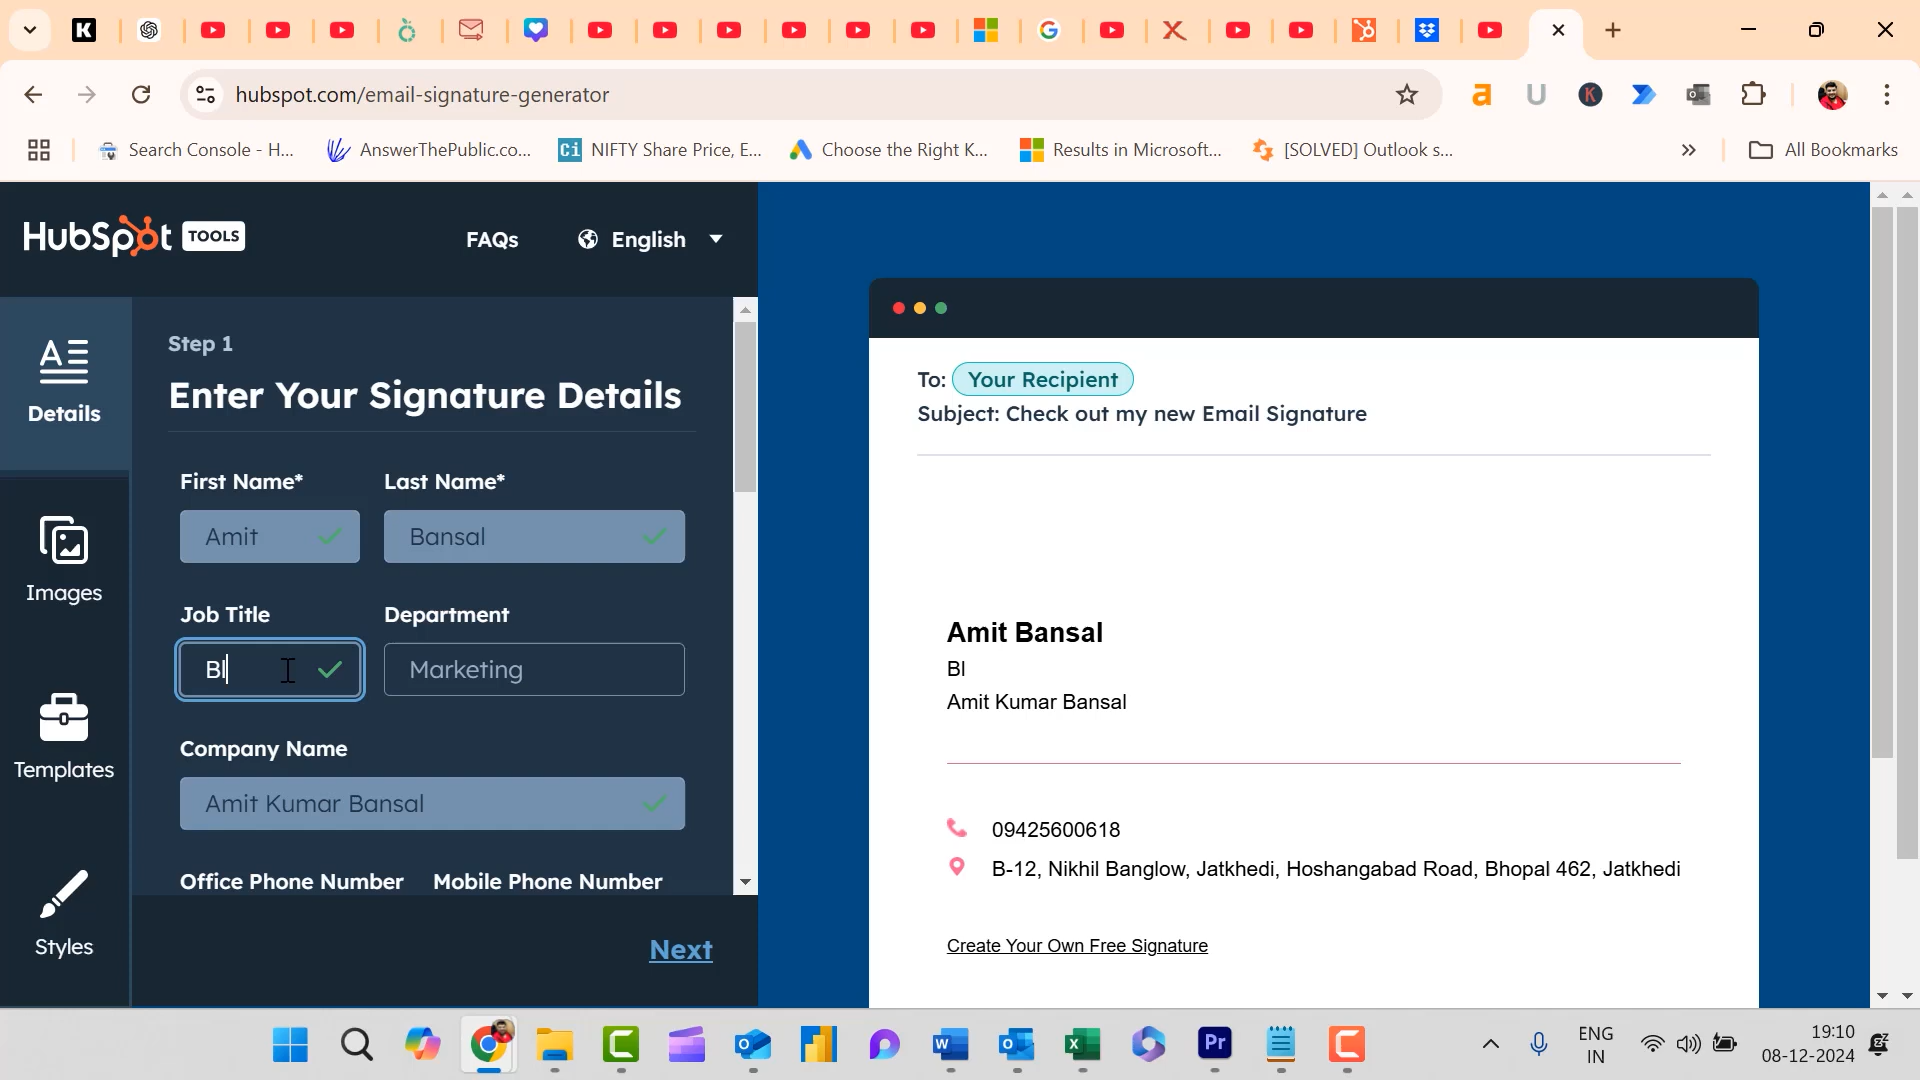 hubspot.com/email-signature-generator
Search Console - H...
AnswerThePublic.co...
Ci
NIFTY Share Price, E...
Choose the Right K...
Results in Microsoft...
[SOLVED] Outlook s...
All Bookmarks
HubSpot TOOLS
FAQs
English
Details
Images
Templates
Styles
Step 1
Enter Your Signature Details
First Name*
Last Name*
Amit
Bansal
Job Title
Department
Bl
Marketing
Company Name
Amit Kumar Bansal
Office Phone Number
Mobile Phone Number
Next
To: Your Recipient
Subject: Check out my new Email Signature
Amit Bansal
Bl
Amit Kumar Bansal
09425600618
B-12, Nikhil Banglow, Jatkhedi, Hoshangabad Road, Bhopal 462, Jatkhedi
Create Your Own Free Signature
ENG
IN
19:10
08-12-2024